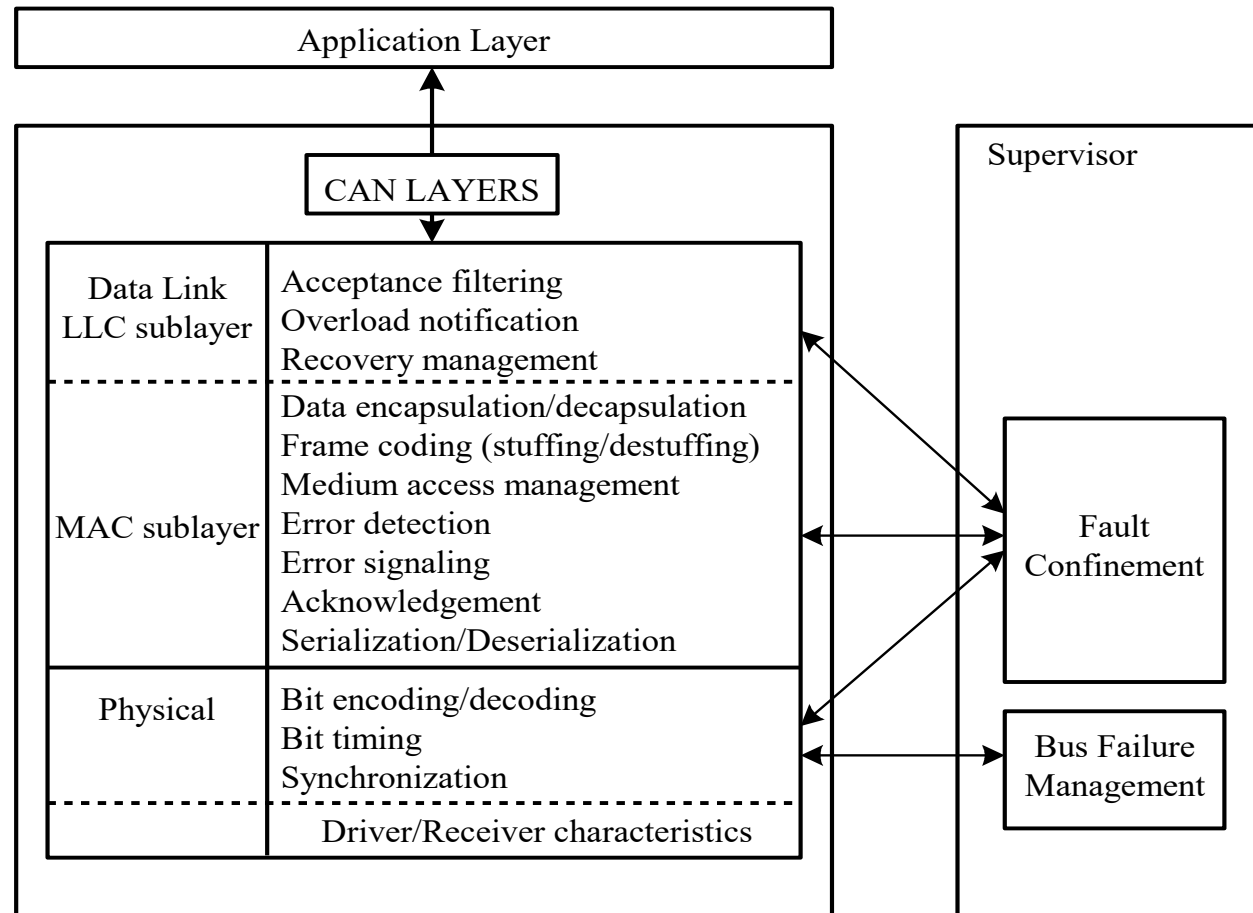 Application Layer
CAN LAYERS
Supervisor
Data Link
LLC sublayer
Acceptance filtering
Overload notification
Recovery management
MAC sublayer
Data encapsulation/decapsulation
Frame coding (stuffing/destuffing)
Medium access management
Error detection
Error signaling
Acknowledgement
Serialization/Deserialization
Physical
Bit encoding/decoding
Bit timing
Synchronization
Driver/Receiver characteristics
Fault
Confinement
Bus Failure
Management